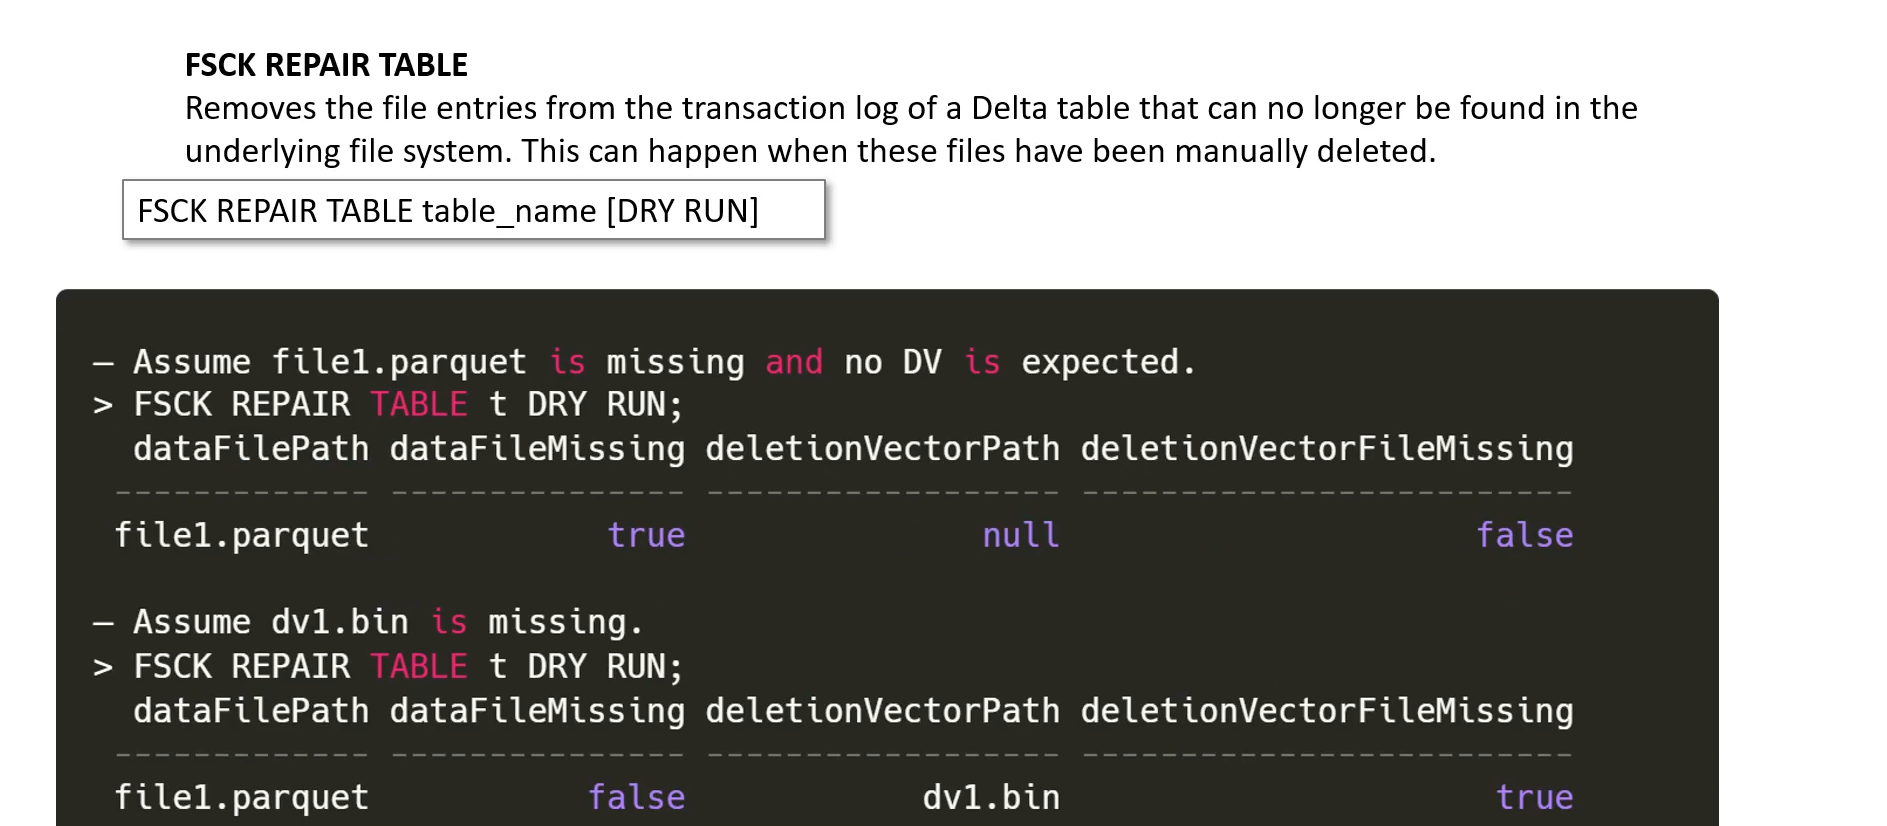 FSCK REPAIR TABLE
Removes the file entries from the transaction log of a Delta table that can no longer be found in the
underlying file system. This can happen when these files have been manually deleted.
FSCK REPAIR TABLE table_name [DRY RUN]
– Assume file1.parquet is missing and no DV is expected.
> FSCK REPAIR TABLE t DRY RUN;
dataFilePath dataFileMissing deletionVectorPath deletionVectorFileMissing
------------- --------------- ------------------ -------------------------
file1.parquet true null false
– Assume dv1.bin is missing.
> FSCK REPAIR TABLE t DRY RUN;
dataFilePath dataFileMissing deletionVectorPath deletionVectorFileMissing
------------- --------------- ------------------ -------------------------
file1.parquet false dv1.bin true